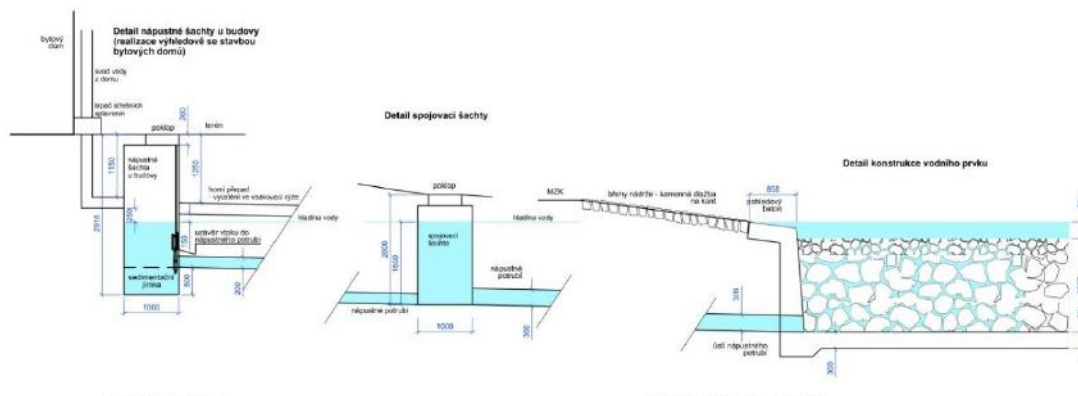 Detail nápustné šachty u budovy
(realizace výhledově se stavbou
bytových domů)
bytový
dům
svod vody
z domu
lapač střešních
splavenin
poklop
terén
200
nápustná
šachta
u budovy
1150
1250
2910
250
horní přepad
- vyústění ve vsakovací rýze
hladina vody
150
uzávěr vtoku do
nápustného potrubí
sedimentační
jímka
500
200
1000
Detail spojovací šachty
poklop
hladina vody
spojovací
šachta
2000
1500
nápustné
potrubí
nápustné potrubí
1000
300
Detail konstrukce vodního prvku
MZK
břehy nádrže - kamenná dlažba
na kant
858
pohledový
beton
300
ústí nápustného
potrubí
300